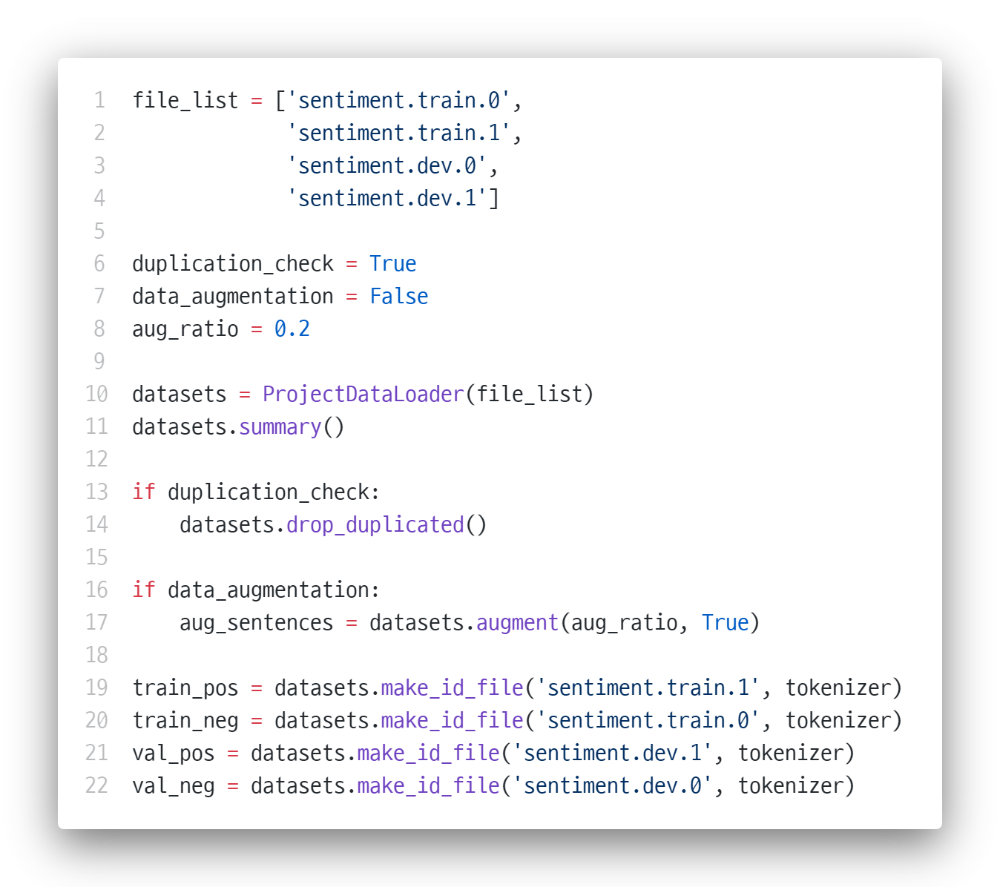 1 file_list = ['sentiment.train.0',
2              'sentiment.train.1',
3              'sentiment.dev.0',
4              'sentiment.dev.1']
5
6 duplication_check = True
7 data_augmentation = False
8 aug_ratio = 0.2
9
10 datasets = ProjectDataLoader(file_list)
11 datasets.summary()
12
13 if duplication_check:
14     datasets.drop_duplicated()
15
16 if data_augmentation:
17     aug_sentences = datasets.augment(aug_ratio, True)
18
19 train_pos = datasets.make_id_file('sentiment.train.1', tokenizer)
20 train_neg = datasets.make_id_file('sentiment.train.0', tokenizer)
21 val_pos = datasets.make_id_file('sentiment.dev.1', tokenizer)
22 val_neg = datasets.make_id_file('sentiment.dev.0', tokenizer)